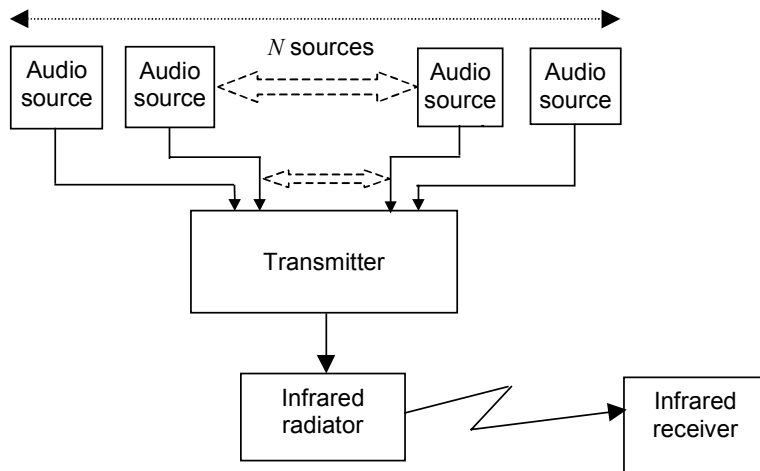 N sources
Audio
source
Audio
source
Audio
source
Audio
source
Transmitter
Infrared
radiator
Infrared
receiver